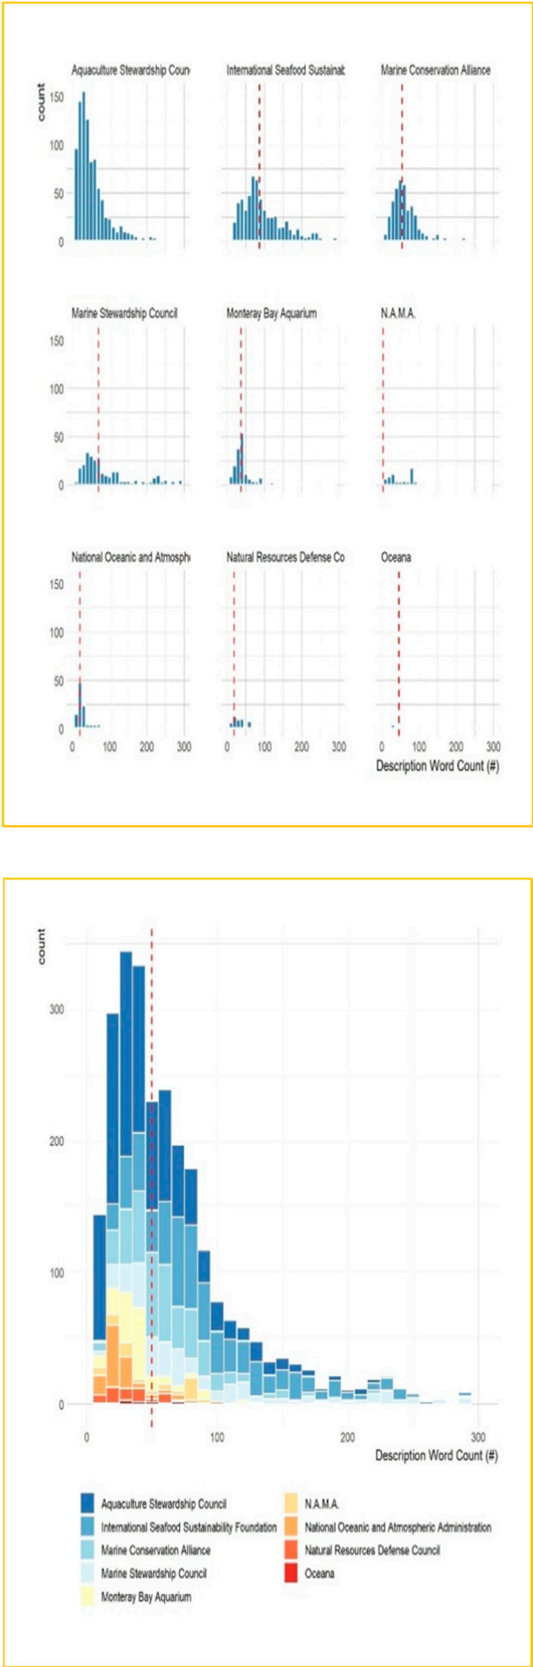 Aquaculture Stewardship Coun
International Seafood Sustainab
Marine Conservation Alliance
count
150
100
50
0
Marine Stewardship Council
Monteray Bay Aquarium
N.A.M.A.
150
100
50
0
National Oceanic and Atmosphe
Natural Resources Defense Co
Oceana
150
100
50
0
0 100 200 300
0 100 200 300
0 100 200 300
Description Word Count (#)
count
300
200
100
0
0 100 200 300
Description Word Count (#)
Aquaculture Stewardship Council
International Seafood Sustainability Foundation
Marine Conservation Alliance
Marine Stewardship Council
Monteray Bay Aquarium
N.A.M.A.
National Oceanic and Atmospheric Administration
Natural Resources Defense Council
Oceana